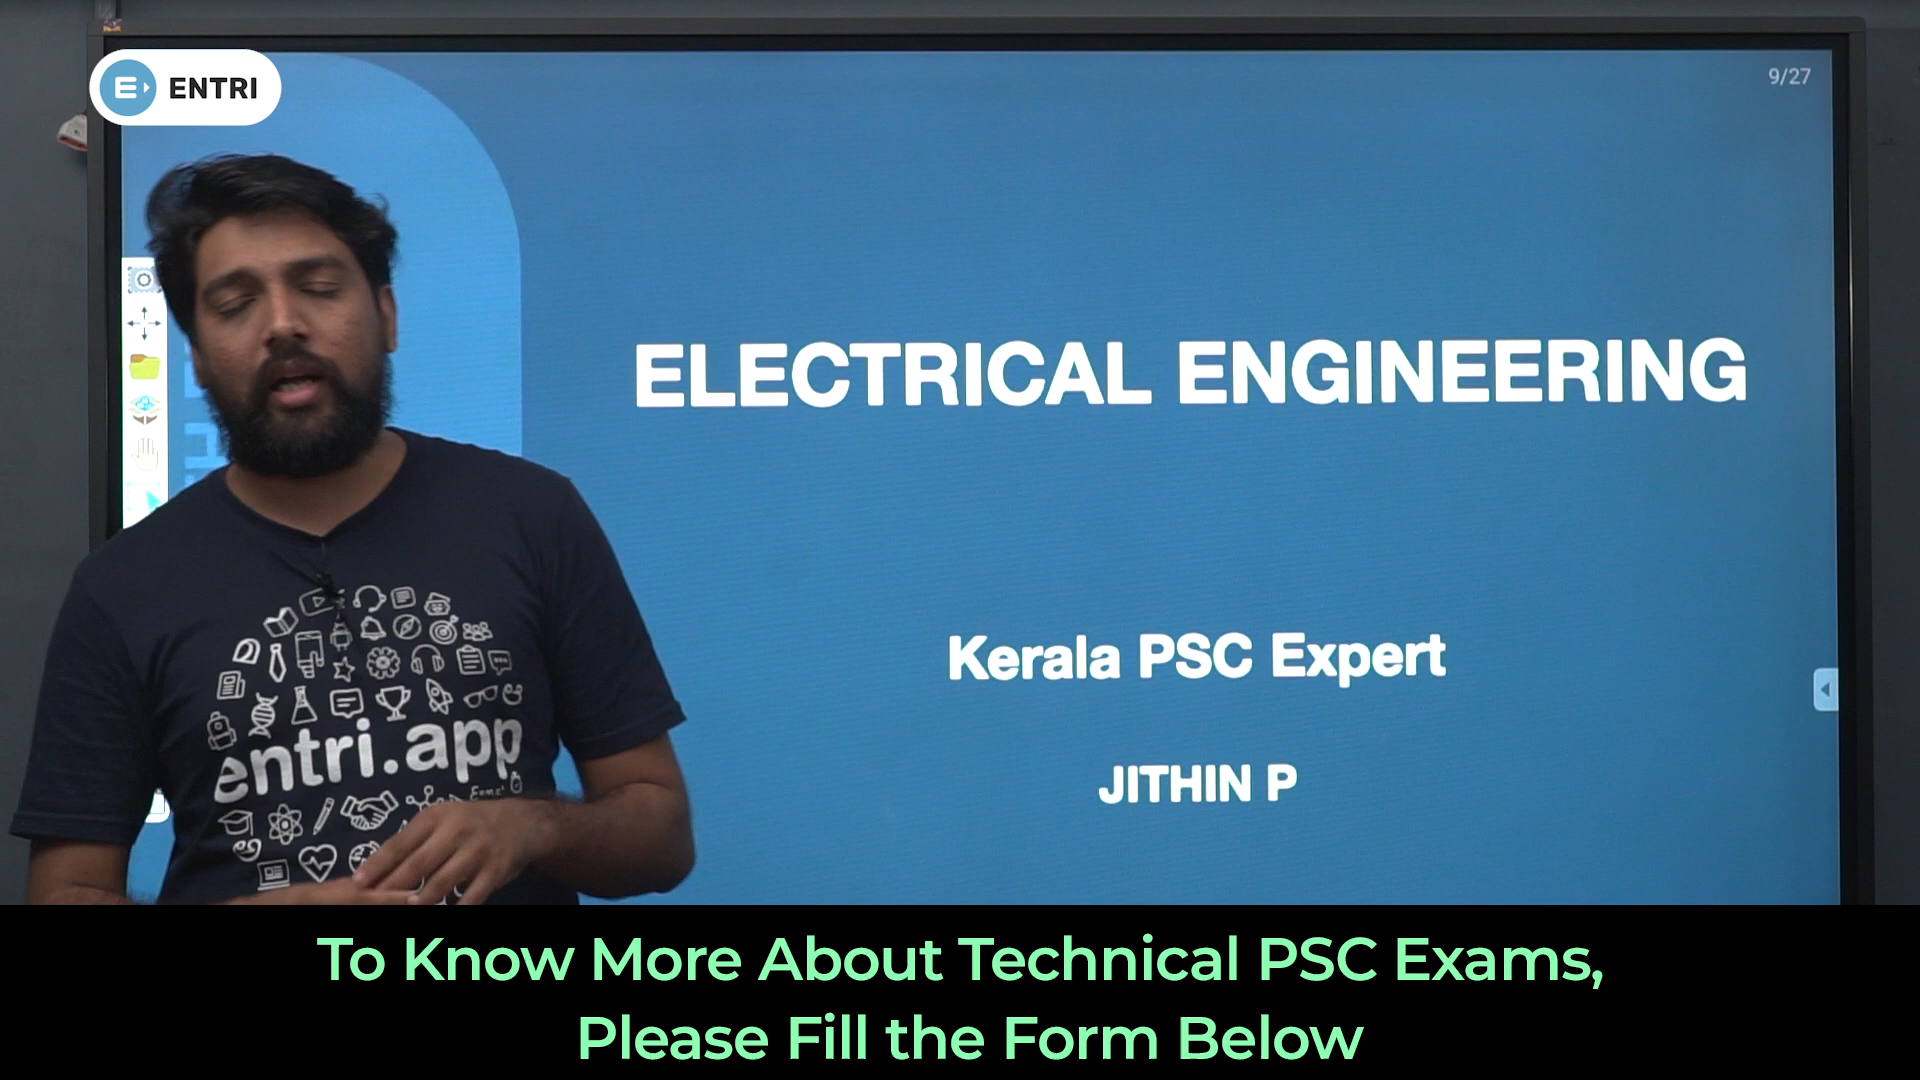 ENTRI
9/27
ELECTRICAL ENGINEERING
Kerala PSC Expert
JITHIN P
entri.app
To Know More About Technical PSC Exams,
Please Fill the Form Below